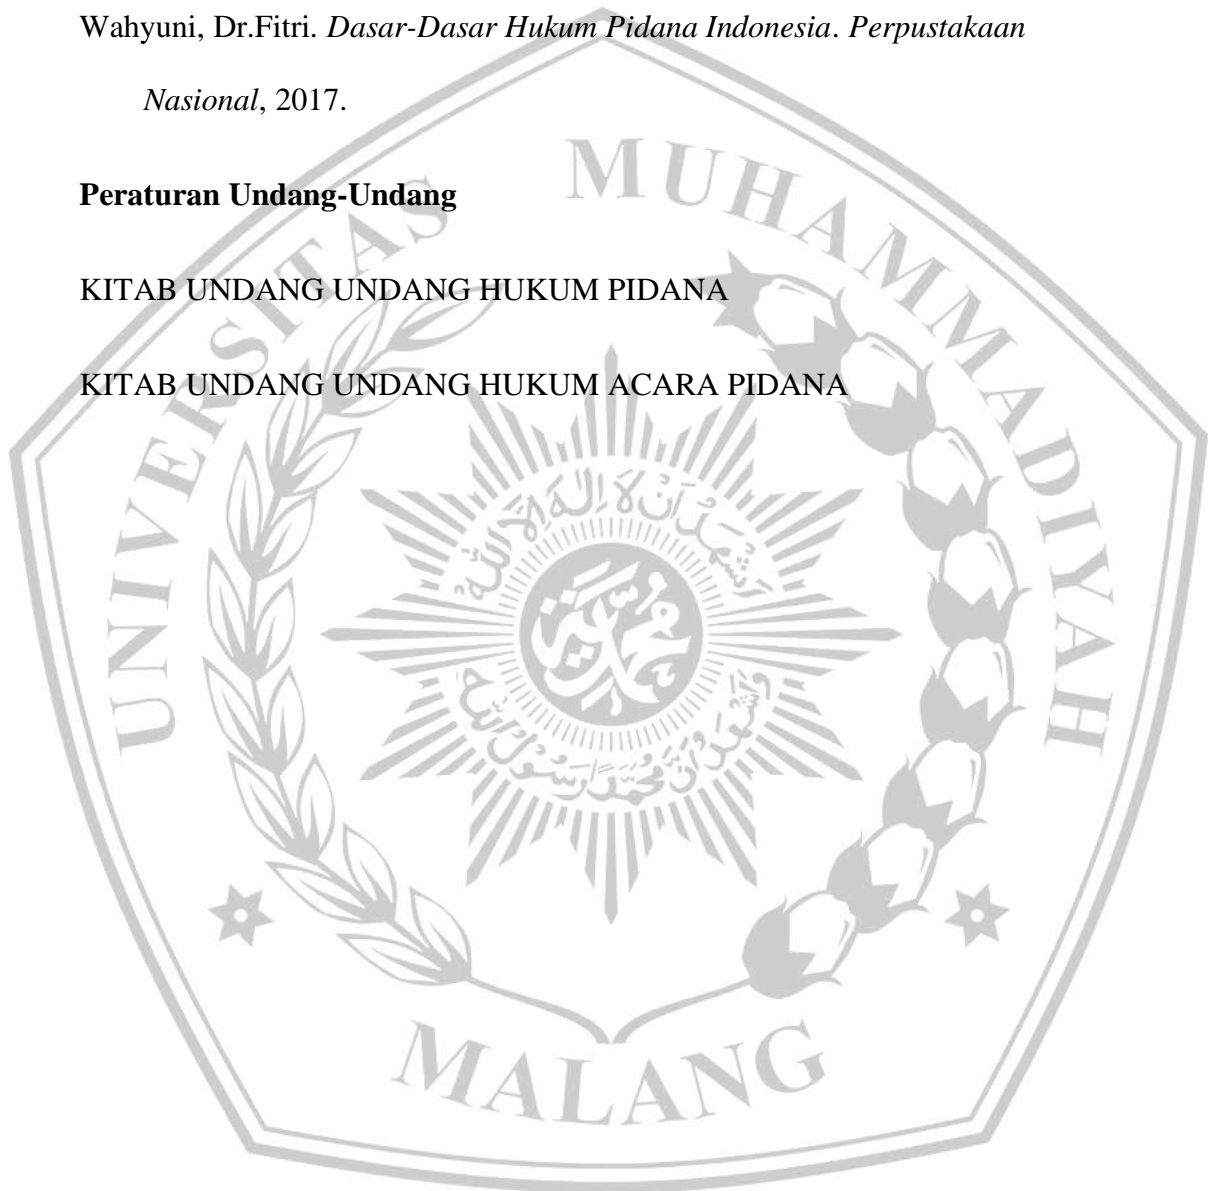 Wahyuni, Dr.Fitri. Dasar-Dasar Hukum Pidana Indonesia. Perpustakaan
Nasional, 2017.
Peraturan Undang-Undang
KITAB UNDANG UNDANG HUKUM PIDANA
KITAB UNDANG UNDANG HUKUM ACARA PIDANA
UNIVERSITAS MUHAMMADIYAH
MALANG